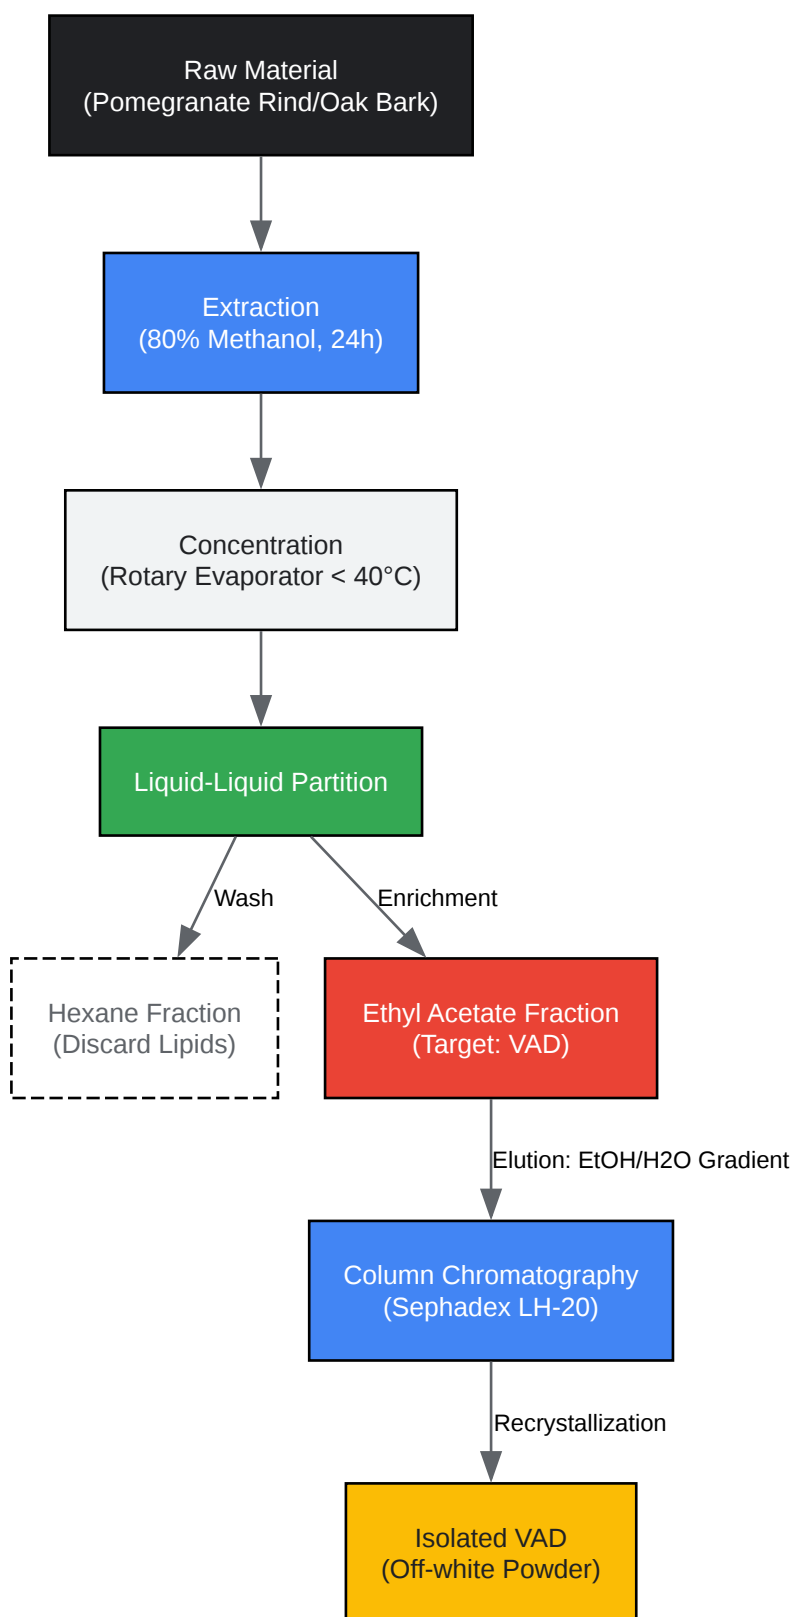 Raw Material
(Pomegranate Rind/Oak Bark)
Extraction
(80% Methanol, 24h)
Concentration
(Rotary Evaporator < 40°C)
Liquid-Liquid Partition
Wash
Enrichment
Hexane Fraction
(Discard Lipids)
Ethyl Acetate Fraction
(Target: VAD)
Elution: EtOH/H2O Gradient
Column Chromatography
(Sephadex LH-20)
Recrystallization
Isolated VAD
(Off-white Powder)